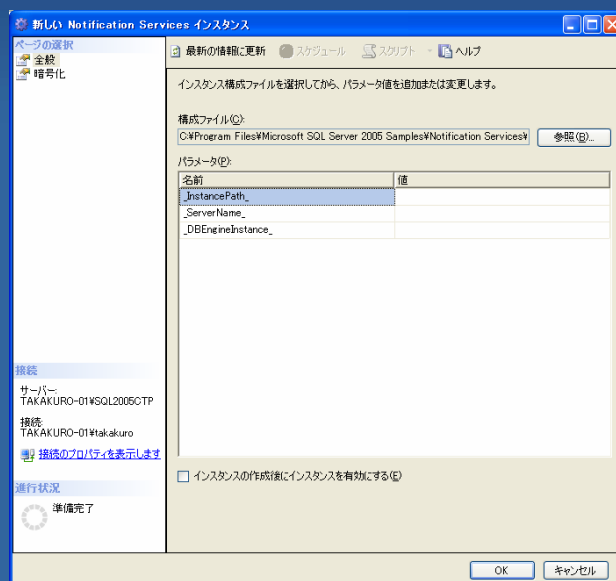 新しい Notification Services インスタンス
ページの選択
全般
暗号化
最新の情報に更新 スケジュール スクリプト ヘルプ
インスタンス構成ファイルを選択してから、パラメータ値を追加または変更します。
構成ファイル(C):
C:¥Program Files¥Microsoft SQL Server 2005 Samples¥Notification Services¥
参照(B)...
パラメータ(P):
名前 値
_InstancePath_
_ServerName_
_DBEngineInstance_
接続
サーバー:
TAKAKURO-01¥SQL2005CTP
接続:
TAKAKURO-01¥takakuro
接続のプロパティを表示します
インスタンスの作成後にインスタンスを有効にする(E)
進行状況
準備完了
OK キャンセル